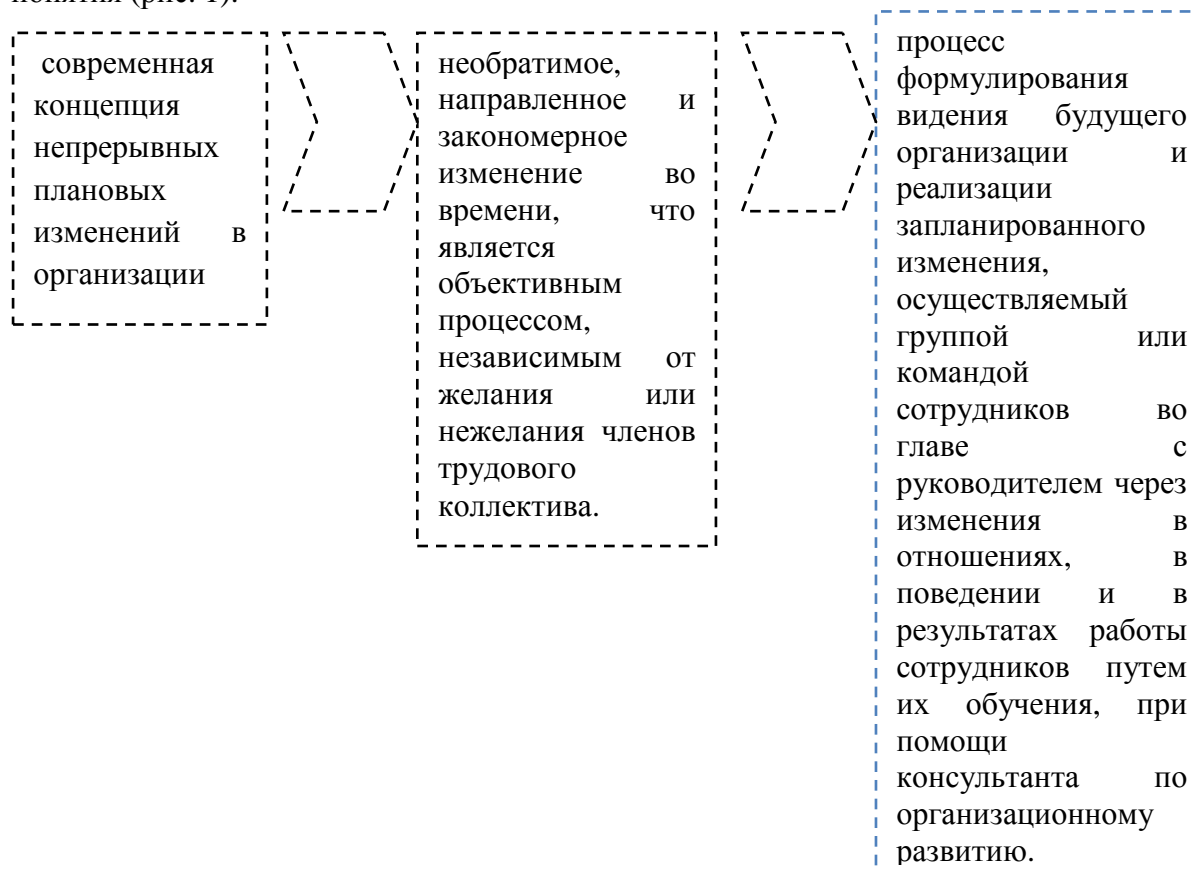 понятия (рис. 1).
современная
концепция
непрерывных
плановых
изменений в
организации
необратимое,
направленное и
закономерное
изменение во
времени, что
является
объективным
процессом,
независимым от
желания или
нежелания членов
трудового
коллектива.
процесс
формулирования
видения будущего
организации и
реализации
запланированного
изменения,
осуществляемый
группой или
командой
сотрудников во
главе с
руководителем через
изменения в
отношениях, в
поведении и в
результатах работы
сотрудников путем
их обучения, при
помощи
консультанта по
организационному
развитию.